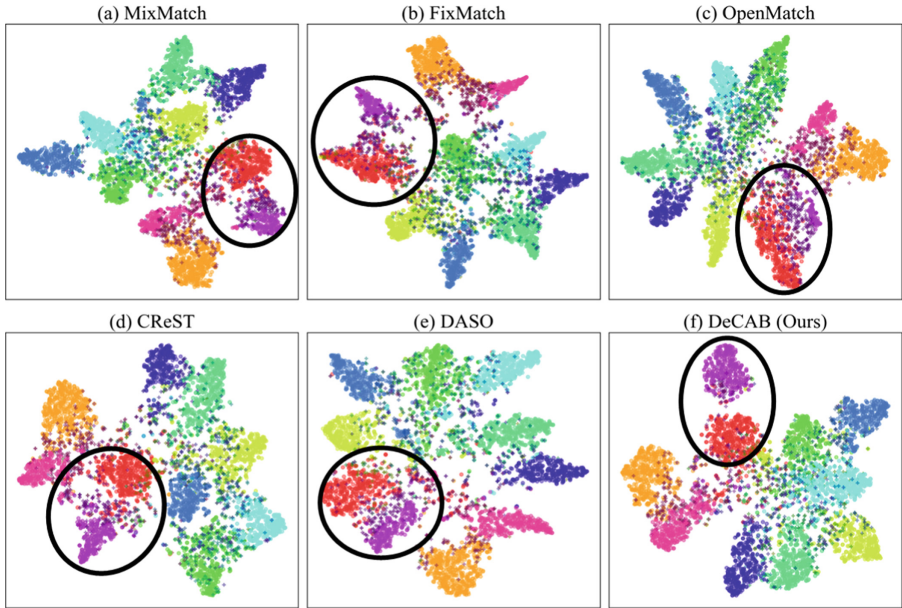 (a) MixMatch
(b) FixMatch
(c) OpenMatch
(d) CReST
(e) DASO
(f) DeCAB (Ours)